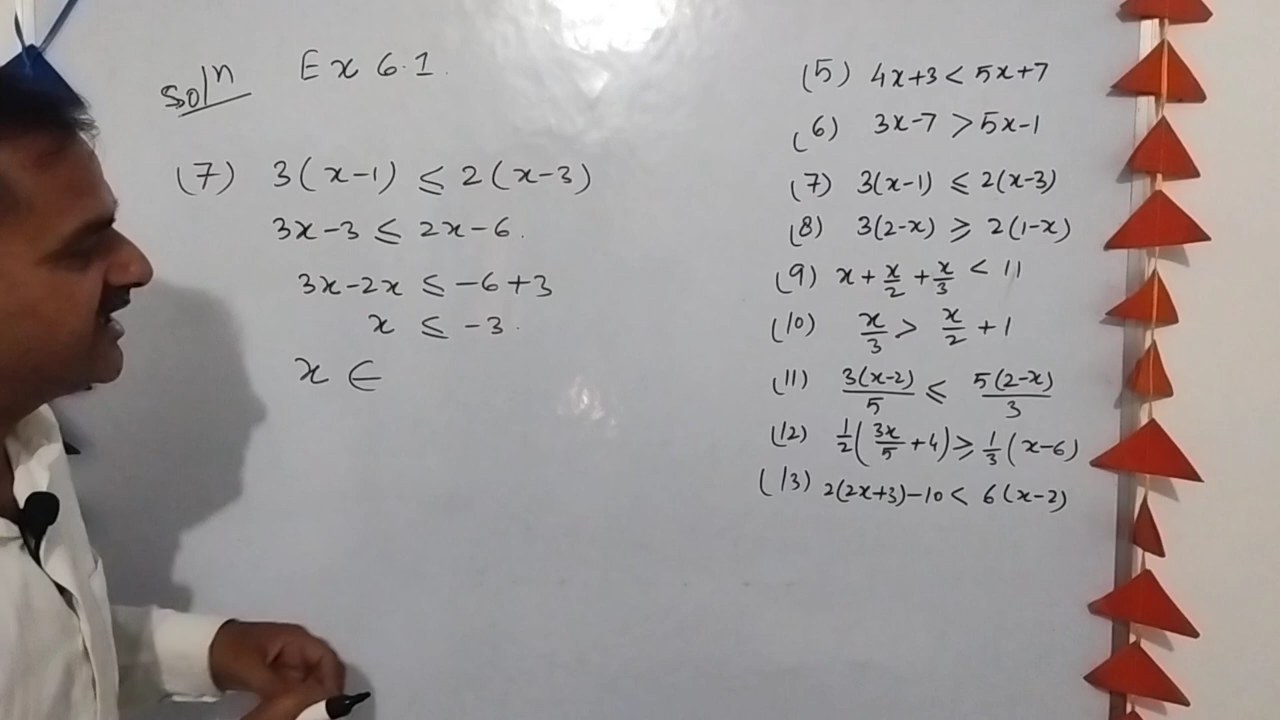 Solⁿ Ex 6.1.
(7) 3(x-1) ≤ 2(x-3)
3x-3 ≤ 2x-6.
3x-2x ≤ -6+3
x ≤ -3.
x ∈
(5) 4x+3 < 5x+7
(6) 3x-7 > 5x-1
(7) 3(x-1) ≤ 2(x-3)
(8) 3(2-x) ≥ 2(1-x)
(9) x + x/2 + x/3 < 11
(10) x/3 > x/2 + 1
(11) 3(x-2)/5 ≤ 5(2-x)/3
(12) 1/2(3x/5 +4) ≥ 1/3(x-6)
(13) 2(2x+3)-10 < 6(x-2)